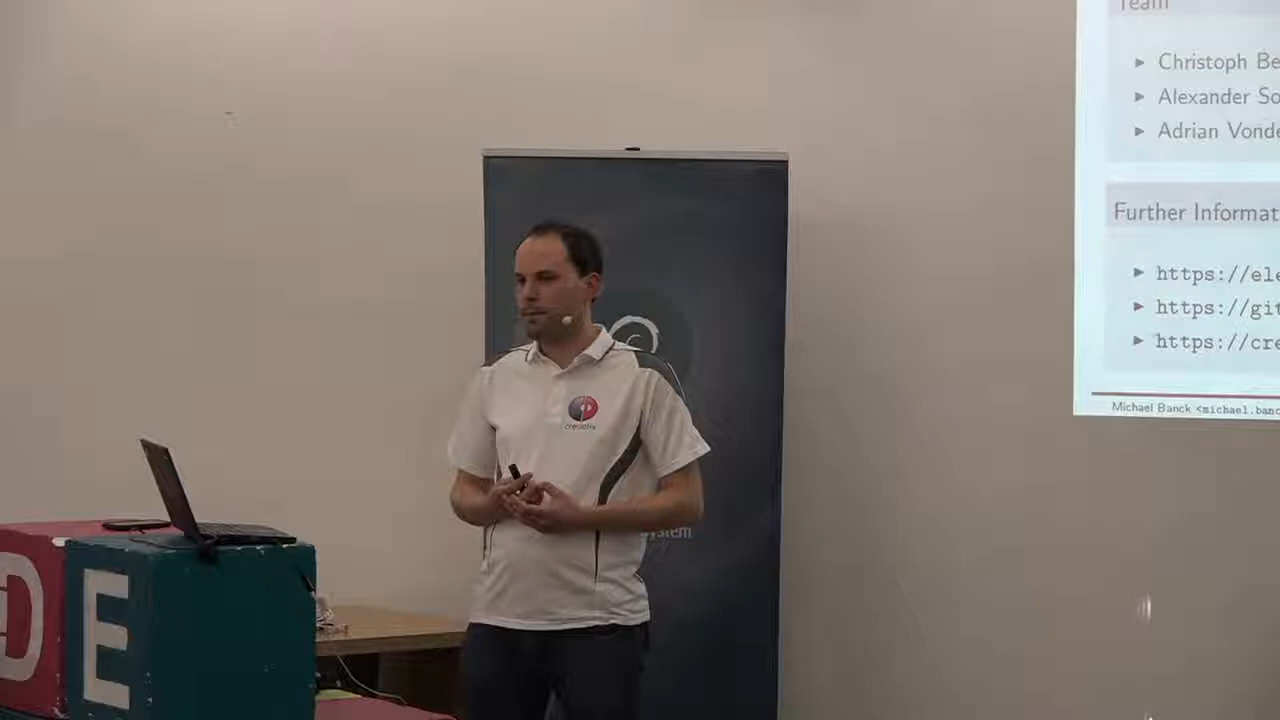 Team
Christoph Be
Alexander So
Adrian Vonde
Further Informat
https://ele
https://git
https://cre
Michael Banck <michael.banc
credativ
system
D
E